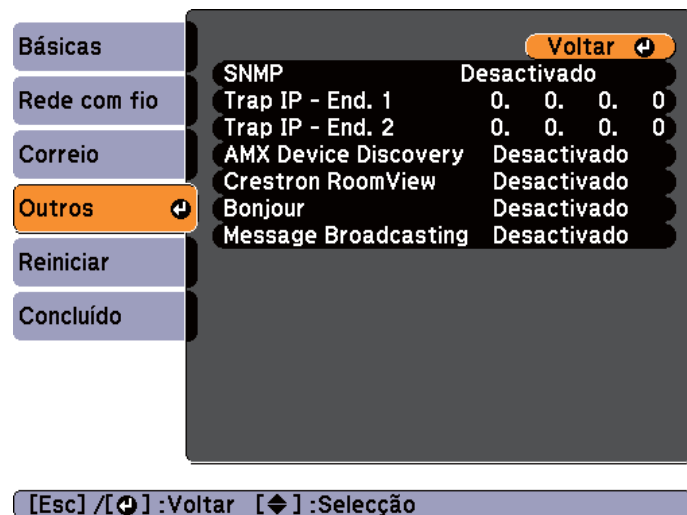 Básicas
Rede com fio
Correio
Outros
Reiniciar
Concluído
Voltar
SNMP Desactivado
Trap IP - End. 1 0. 0. 0. 0
Trap IP - End. 2 0. 0. 0. 0
AMX Device Discovery Desactivado
Crestron RoomView Desactivado
Bonjour Desactivado
Message Broadcasting Desactivado
[Esc] /[⏎] :Voltar [◆] :Selecção